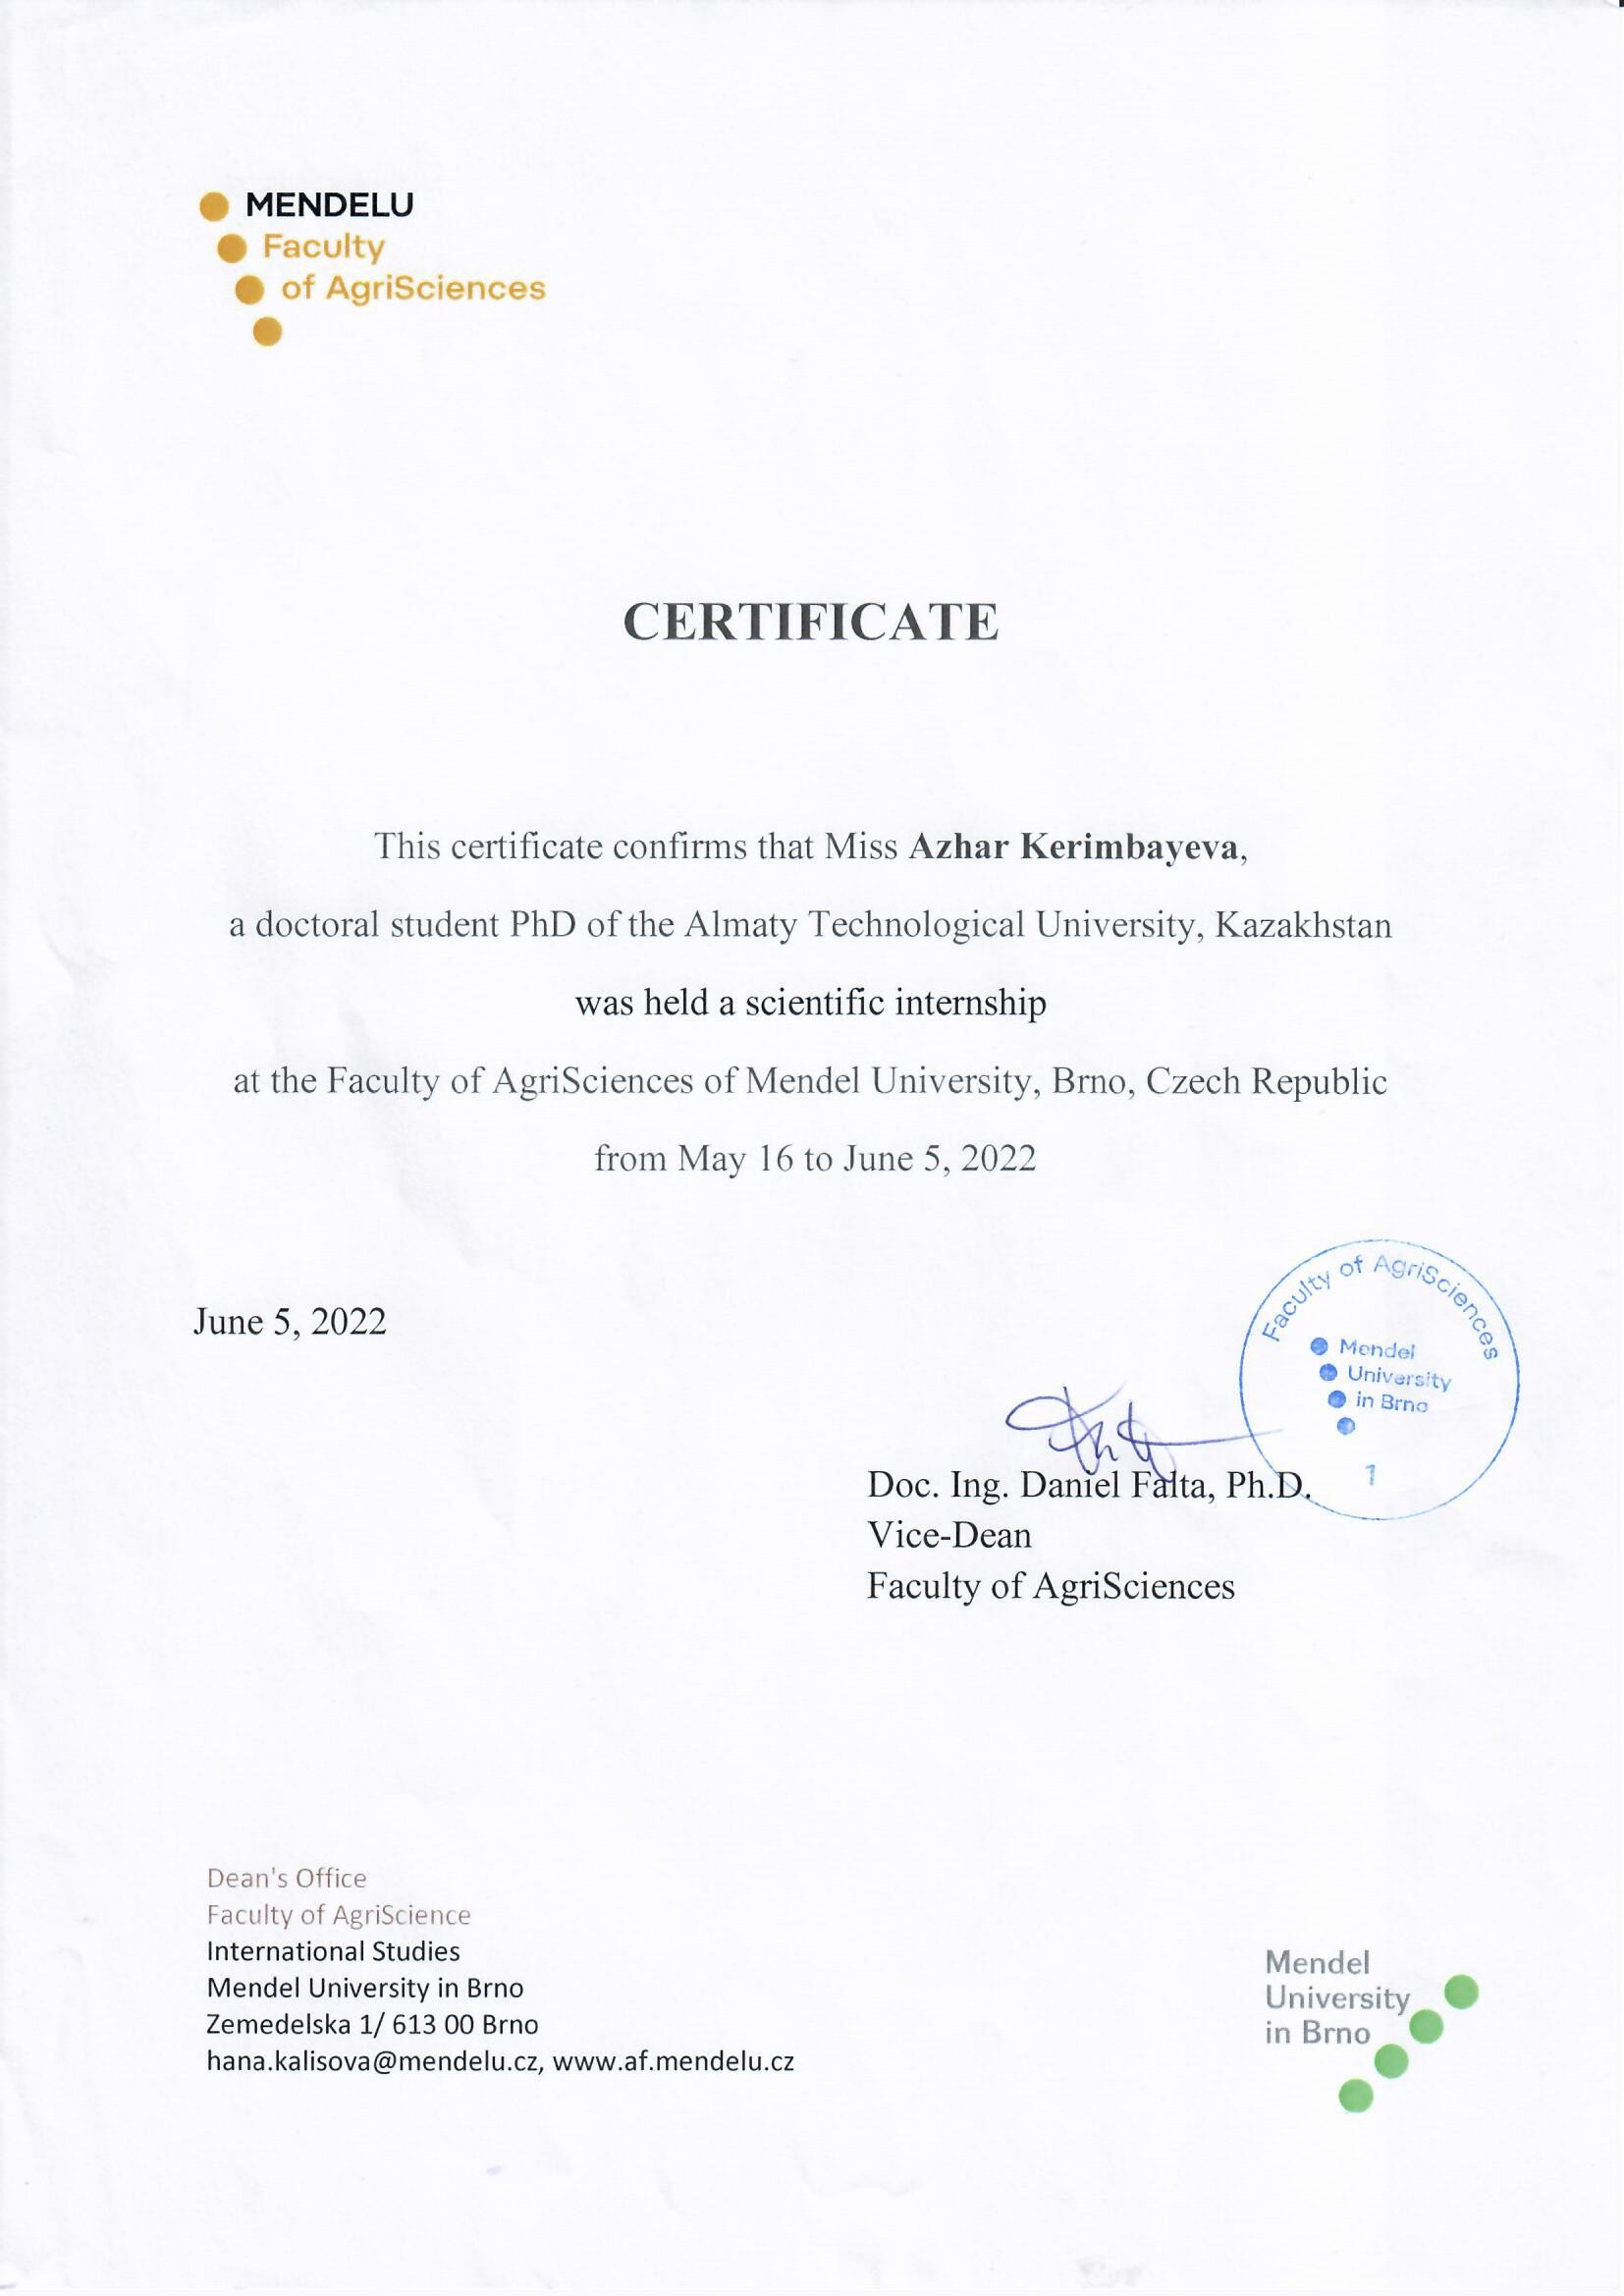 MENDELU
Faculty
of AgriSciences
CERTIFICATE
This certificate confirms that Miss Azhar Kerimbayeva,
a doctoral student PhD of the Almaty Technological University, Kazakhstan
was held a scientific internship
at the Faculty of AgriSciences of Mendel University, Brno, Czech Republic
from May 16 to June 5, 2022
June 5, 2022
Faculty of AgriSciences
Mendel
University
in Brno
1
Doc. Ing. Daniel Falta, Ph.D.
Vice-Dean
Faculty of AgriSciences
Dean's Office
Faculty of AgriScience
International Studies
Mendel University in Brno
Zemedelska 1/ 613 00 Brno
hana.kalisova@mendelu.cz, www.af.mendelu.cz
Mendel
University
in Brno